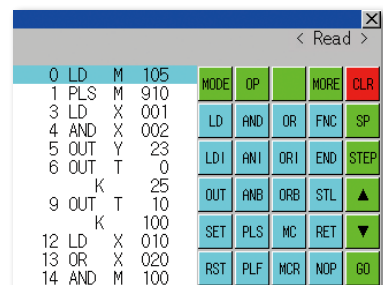 X
< Read >
0 LD M 105
1 PLS M 910
3 LD X 001
4 AND X 002
5 OUT Y 23
6 OUT T 0
K 25
9 OUT T 10
K 100
12 LD X 010
13 OR X 020
14 AND M 100
MODE OP MORE CLR
LD AND OR FNC SP
LDI ANI ORI END STEP
OUT ANB ORB STL ▲
SET PLS MC RET ▼
RST PLF MCR NOP GO